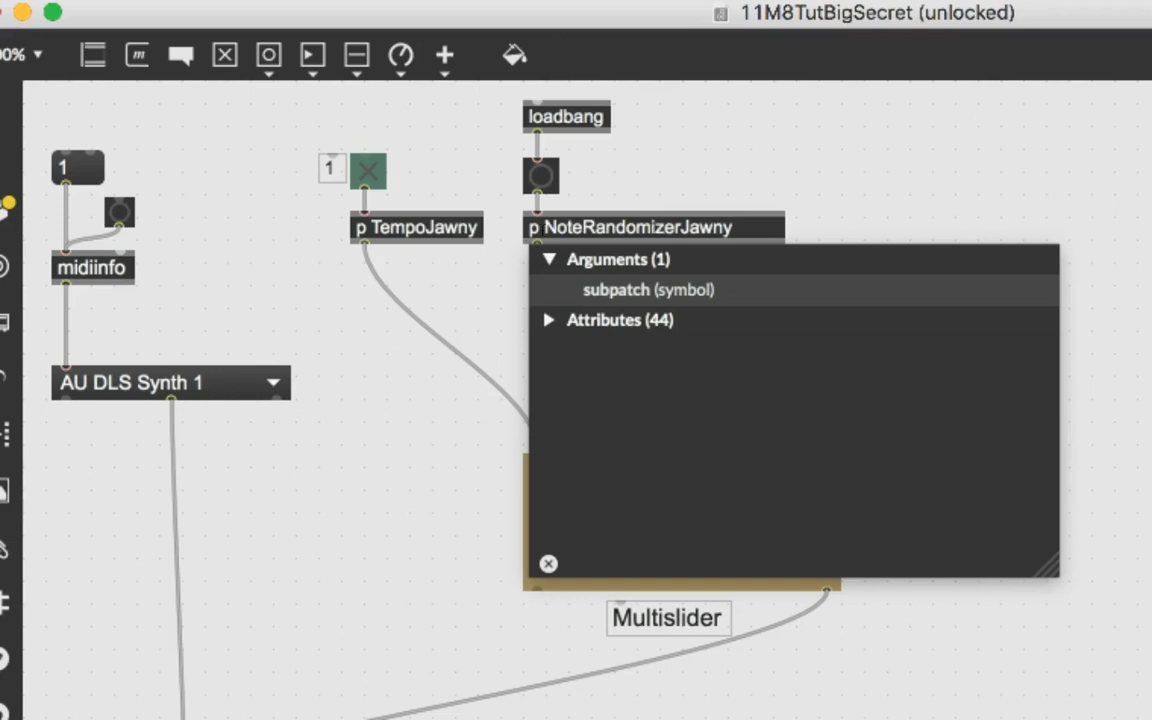 11M8TutBigSecret (unlocked)
0%
m
loadbang
1
1
p TempoJawny
p NoteRandomizerJawny
midiinfo
Arguments (1)
subpatch (symbol)
Attributes (44)
AU DLS Synth 1
Multislider